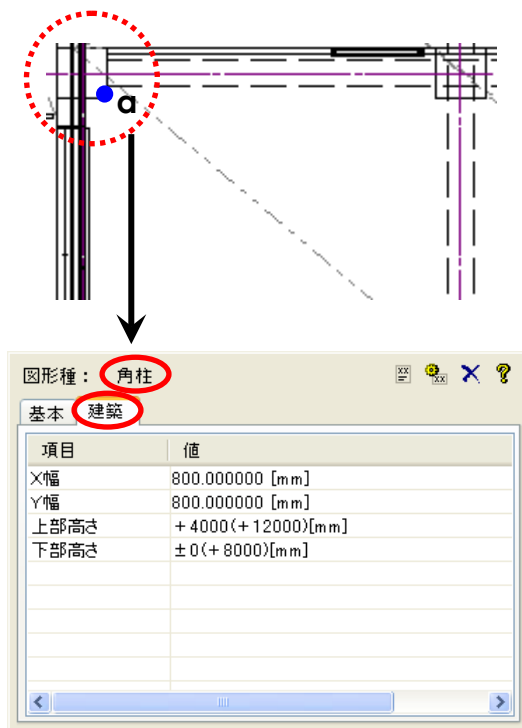 a
図形種： 角柱
基本 建築
項目 値
X幅 800.000000 [mm]
Y幅 800.000000 [mm]
上部高さ +4000(+12000)[mm]
下部高さ ±0(+8000)[mm]